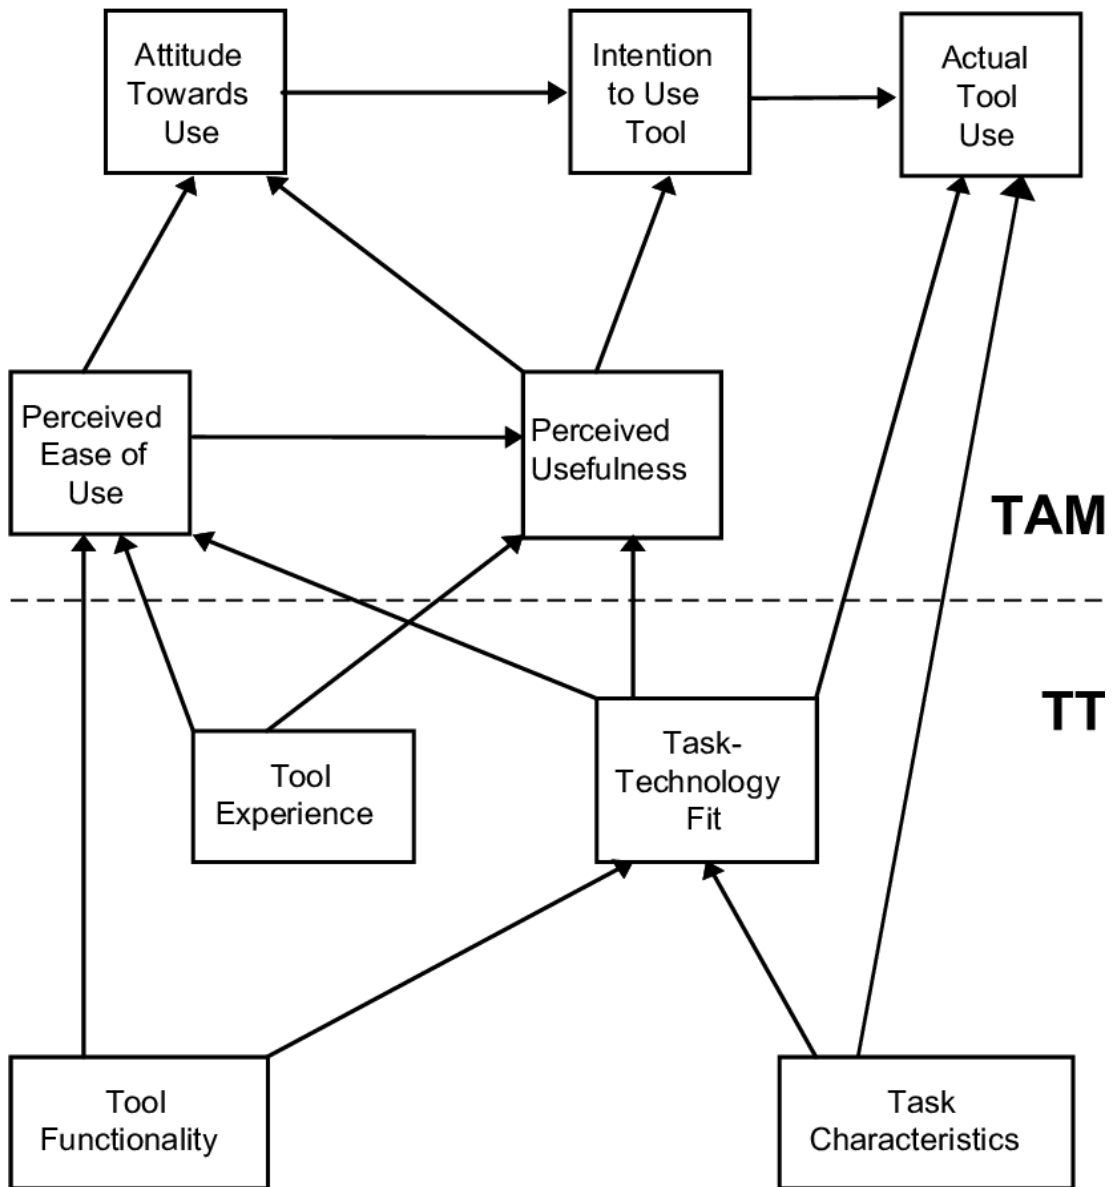 Attitude
Towards
Use
Intention
to Use
Tool
Actual
Tool
Use
Perceived
Ease of
Use
Perceived
Usefulness
TAM
TT
Tool
Experience
Task-
Technology
Fit
Tool
Functionality
Task
Characteristics